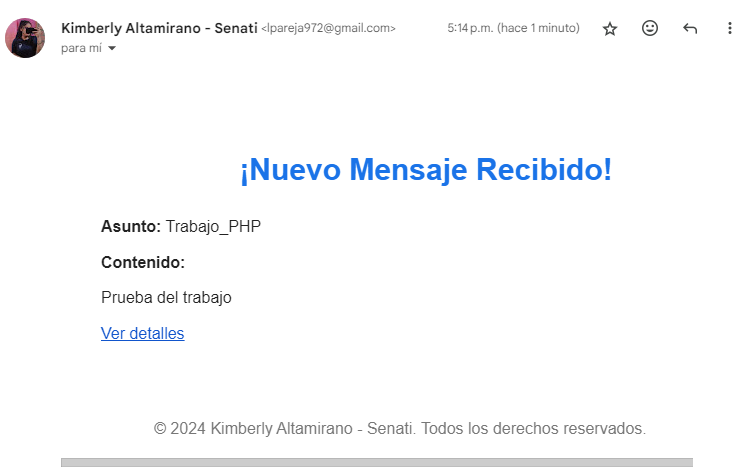 Kimberly Altamirano - Senati <lpareja972@gmail.com> 5:14 p.m. (hace 1 minuto)
para mí
¡Nuevo Mensaje Recibido!
Asunto: Trabajo_PHP
Contenido:
Prueba del trabajo
Ver detalles
© 2024 Kimberly Altamirano - Senati. Todos los derechos reservados.